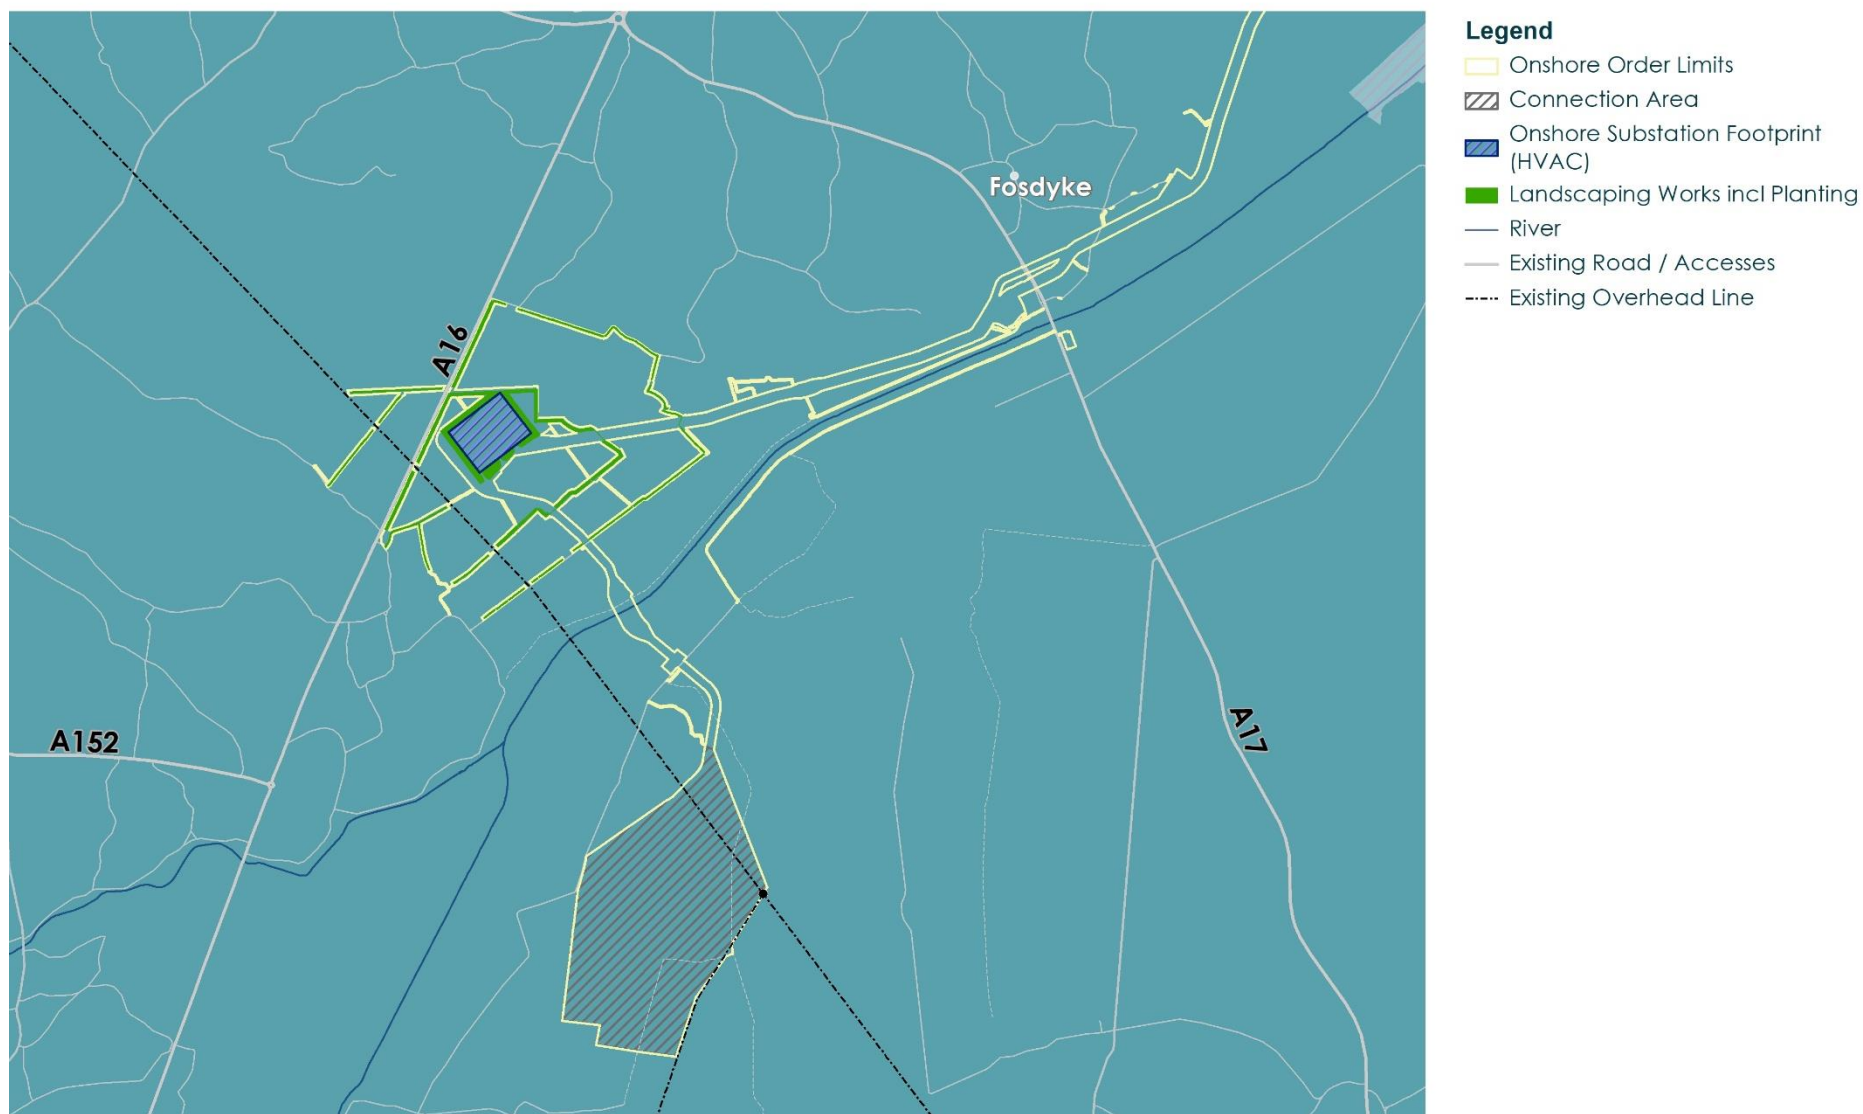 Legend
Onshore Order Limits
Connection Area
Onshore Substation Footprint
(HVAC)
Landscaping Works incl Planting
River
Existing Road / Accesses
Existing Overhead Line
Fosdyke
A16
A152
A17